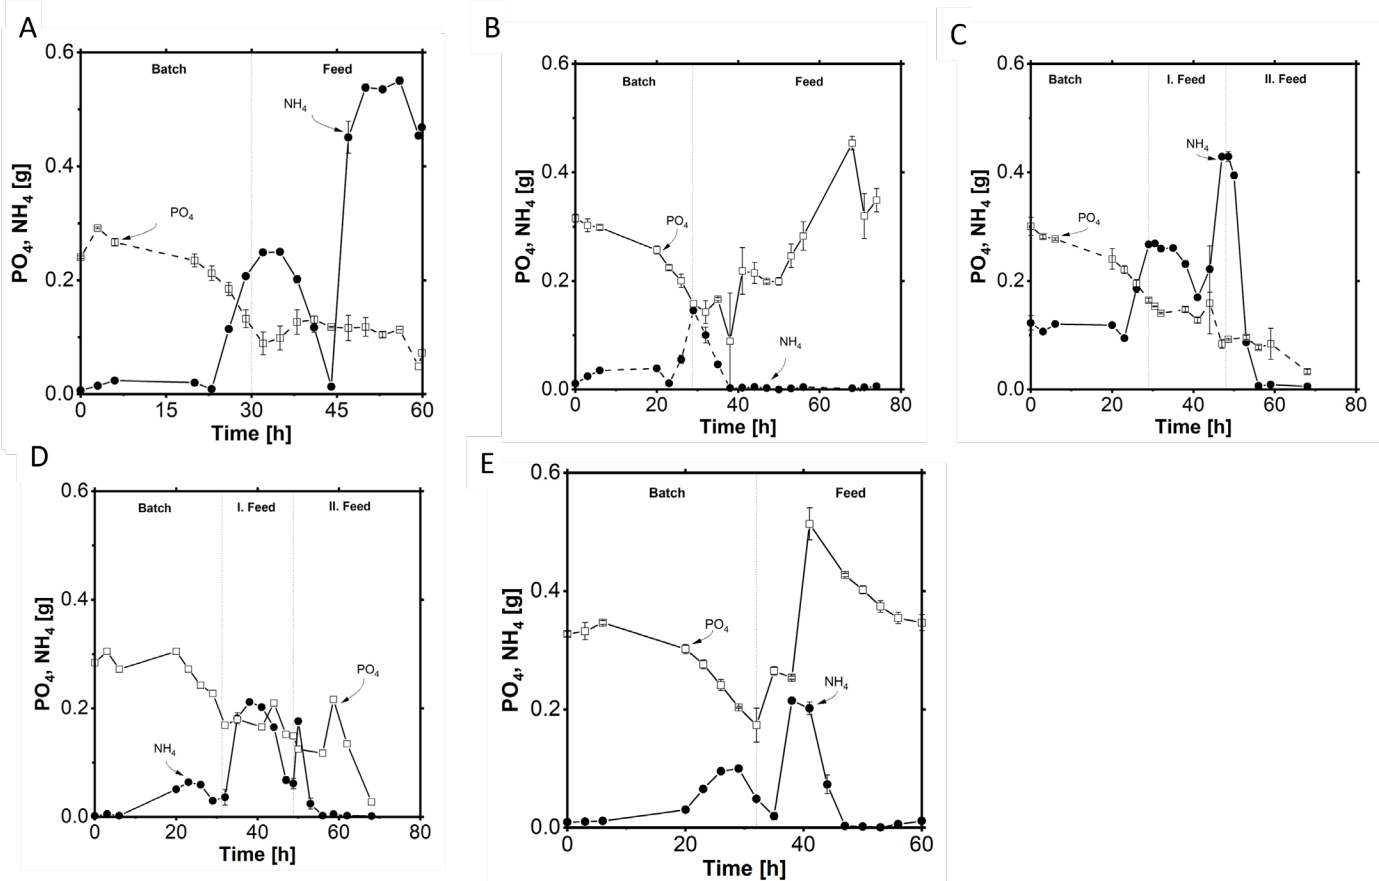 A
0.6
Batch
Feed
NH4
0.4
PO4
0.2
0.0
0
15
30
45
60
PO4, NH4 [g]
Time [h]
B
0.6
Batch
Feed
0.4
PO4
0.2
NH4
0.0
0
20
40
60
80
PO4, NH4 [g]
Time [h]
C
0.6
Batch
I. Feed
II. Feed
NH4
0.4
PO4
0.2
0.0
0
20
40
60
80
PO4, NH4 [g]
Time [h]
D
0.6
Batch
I. Feed
II. Feed
0.4
PO4
0.2
NH4
0.0
0
20
40
60
80
PO4, NH4 [g]
Time [h]
E
0.6
Batch
Feed
0.4
PO4
NH4
0.2
0.0
0
20
40
60
PO4, NH4 [g]
Time [h]